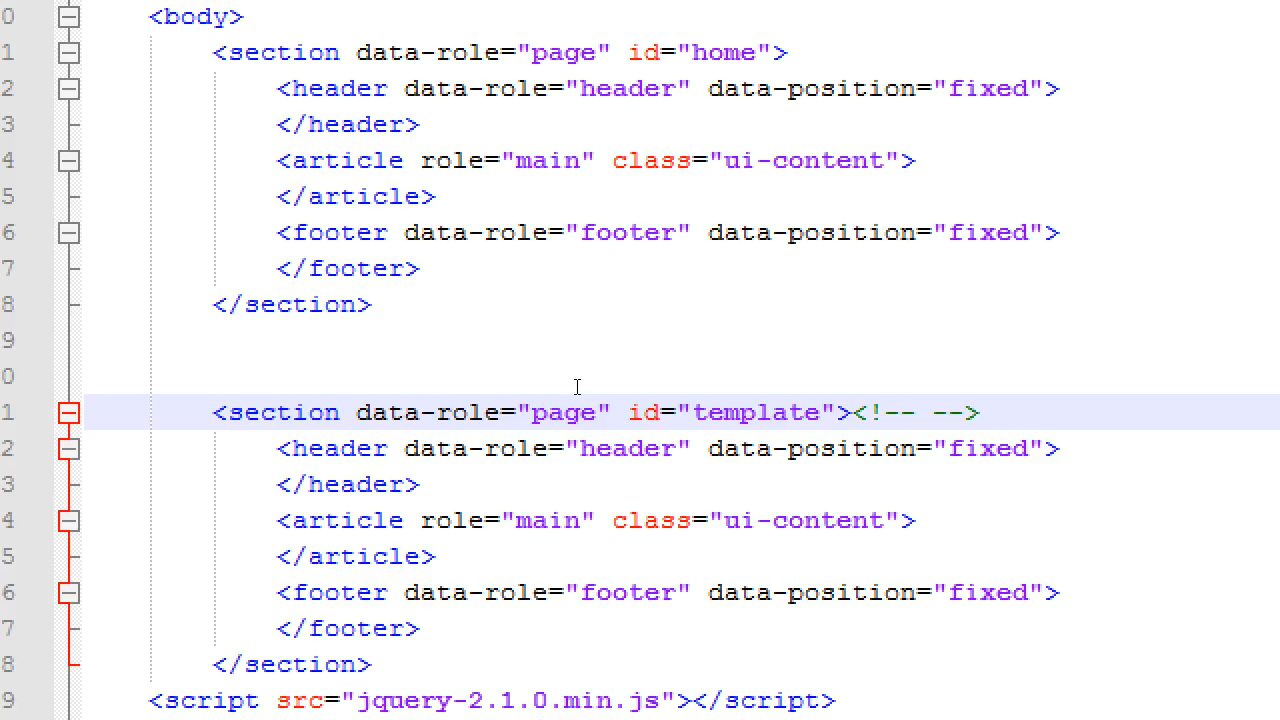 0 <body>
1 <section data-role="page" id="home">
2 <header data-role="header" data-position="fixed">
3 </header>
4 <article role="main" class="ui-content">
5 </article>
6 <footer data-role="footer" data-position="fixed">
7 </footer>
8 </section>
9
0
1 <section data-role="page" id="template"><!-- -->
2 <header data-role="header" data-position="fixed">
3 </header>
4 <article role="main" class="ui-content">
5 </article>
6 <footer data-role="footer" data-position="fixed">
7 </footer>
8 </section>
9 <script src="jquery-2.1.0.min.js"></script>